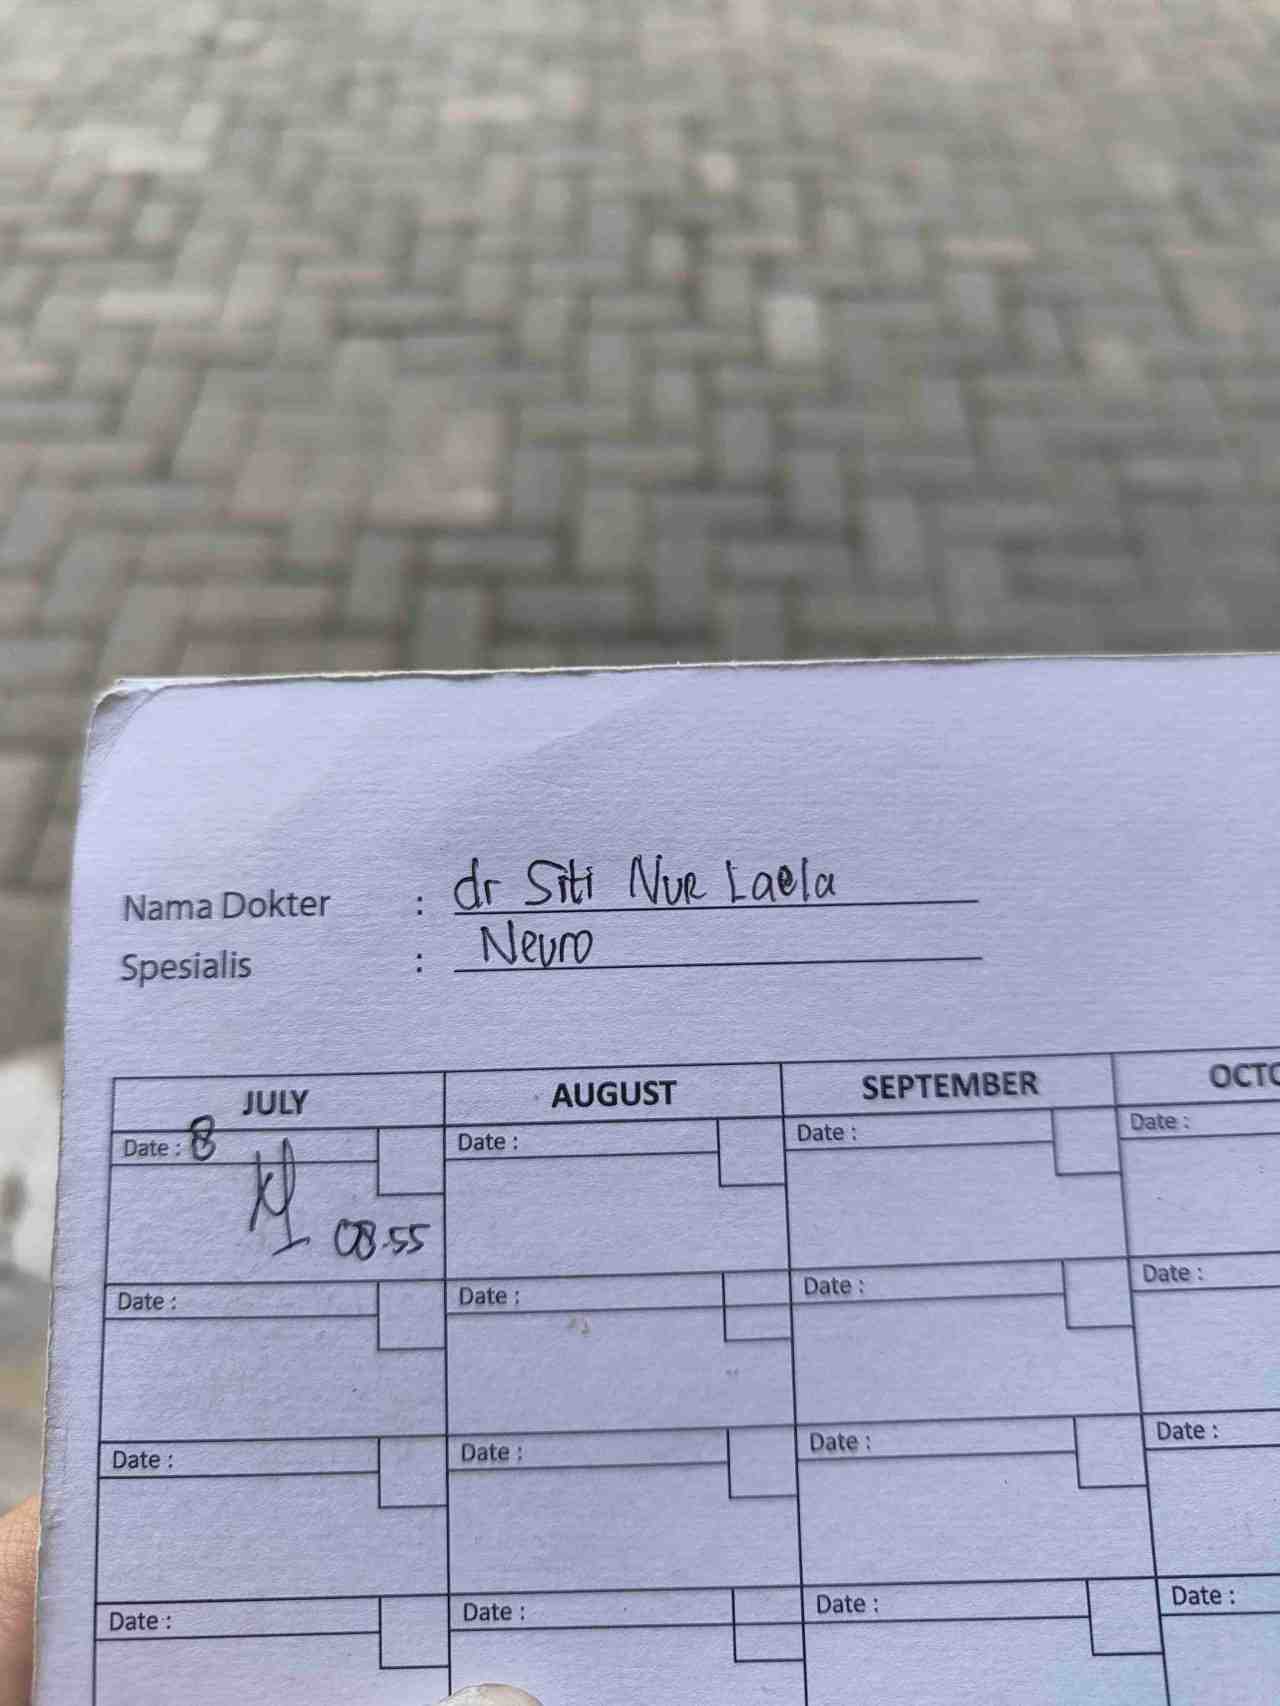 Nama Dokter : dr Siti Nur Laela
Spesialis : Neuro
JULY AUGUST SEPTEMBER
Date : 8 Date : Date : Date :
08.55
Date : Date : Date : Date :
Date : Date : Date : Date :
Date : Date : Date : Date :